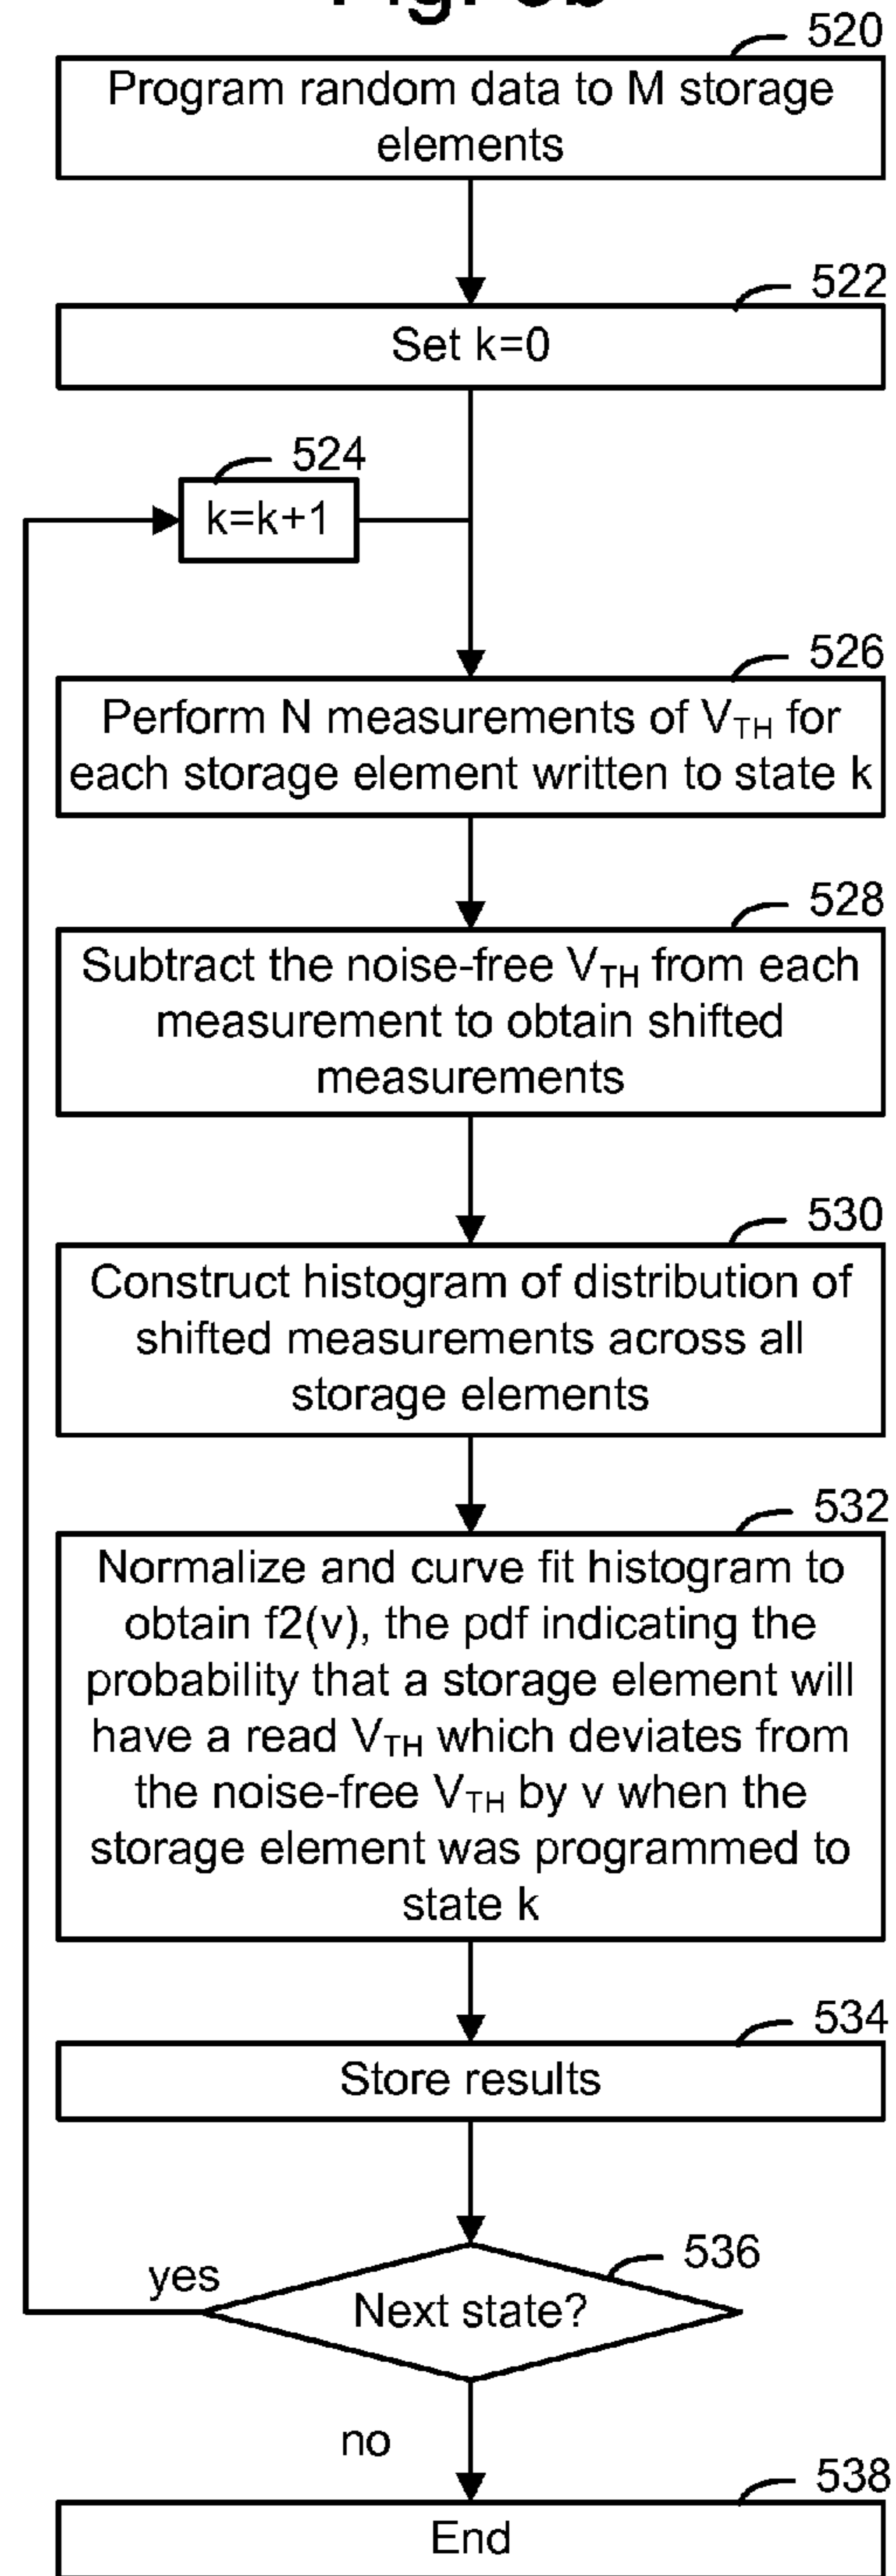 520
Program random data to M storage
elements
522
Set k=0
524
k=k+1
526
Perform N measurements of VTH for
each storage element written to state k
528
Subtract the noise-free VTH from each
measurement to obtain shifted
measurements
530
Construct histogram of distribution of
shifted measurements across all
storage elements
532
Normalize and curve fit histogram to
obtain f2(v), the pdf indicating the
probability that a storage element will
have a read VTH which deviates from
the noise-free VTH by v when the
storage element was programmed to
state k
534
Store results
536
yes
Next state?
no
538
End